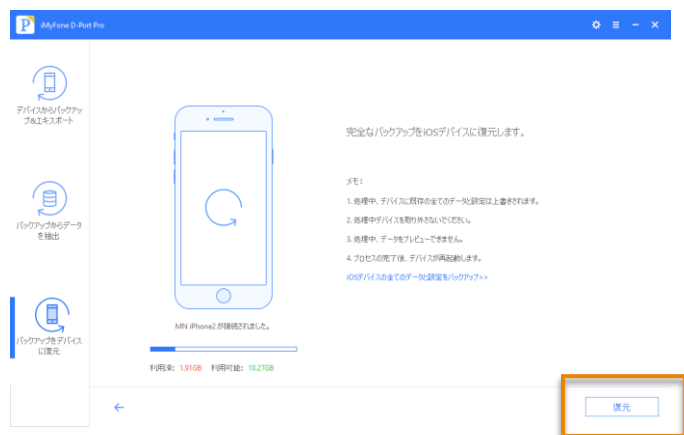 P iMyFone D-Port Pro
デバイスからバックアッ
プ&エキスポート
バックアップからデータ
を抽出
バックアップをデバイス
に復元
MN iPhone2 が接続されました。
利用済: 1.91GB 利用可能: 10.27GB
完全なバックアップをiOSデバイスに復元します。
メモ:
1. 処理中、デバイスに既存の全てのデータと設定は上書きされます。
2. 処理中デバイスを取り外さないでください。
3. 処理中、データをプレビューできません。
4. プロセスの完了後、デバイスが再起動します。
iOSデバイスの全てのデータと設定をバックアップ>>
復元